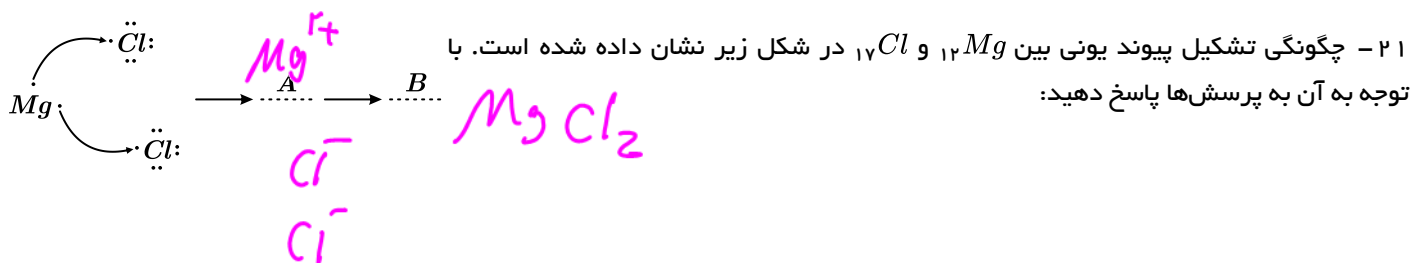 ۲۱ – چگونگی تشکیل پیوند یونی بین ₁₂Mg و ₁₇Cl در شکل زیر نشان داده شده است. با
توجه به آن به پرسش‌ها پاسخ دهید:
·Cl:
Mg
·Cl:
A
B
Mg²⁺
Cl⁻
Cl⁻
MgCl₂